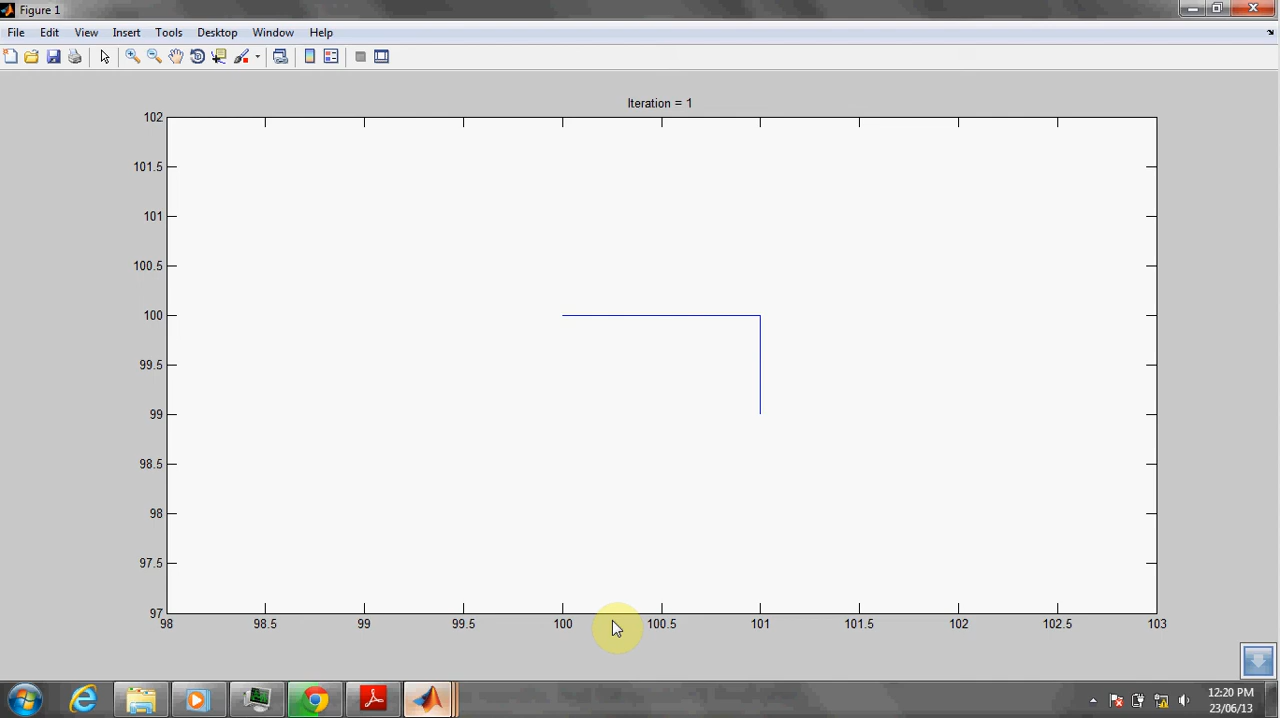 Figure 1
File Edit View Insert Tools Desktop Window Help
Iteration = 1
102
101.5
101
100.5
100
99.5
99
98.5
98
97.5
97
98 98.5 99 99.5 100 100.5 101 101.5 102 102.5 103
12:20 PM
23/06/13